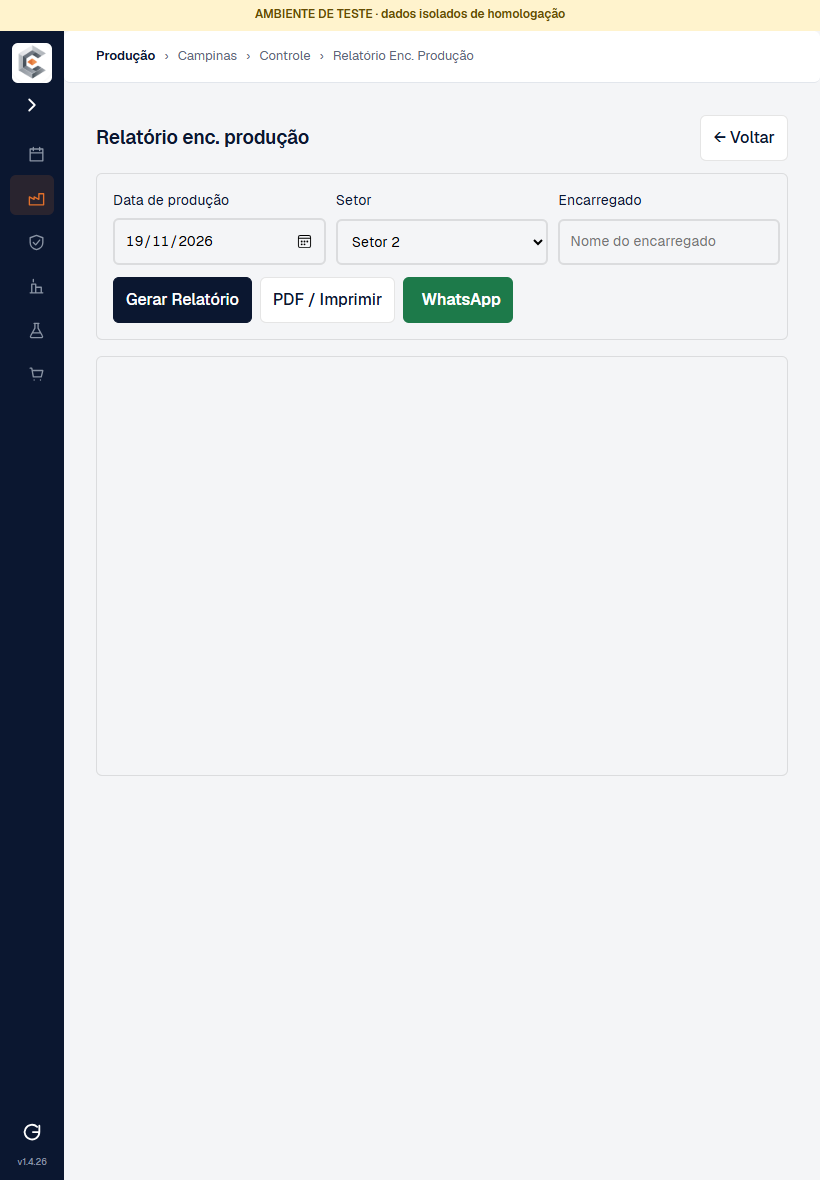 AMBIENTE DE TESTE · dados isolados de homologação
Produção › Campinas › Controle › Relatório Enc. Produção
Relatório enc. produção
← Voltar
Data de produção
Setor
Encarregado
19/11/2026
Setor 2
Nome do encarregado
Gerar Relatório
PDF / Imprimir
WhatsApp
v1.4.26